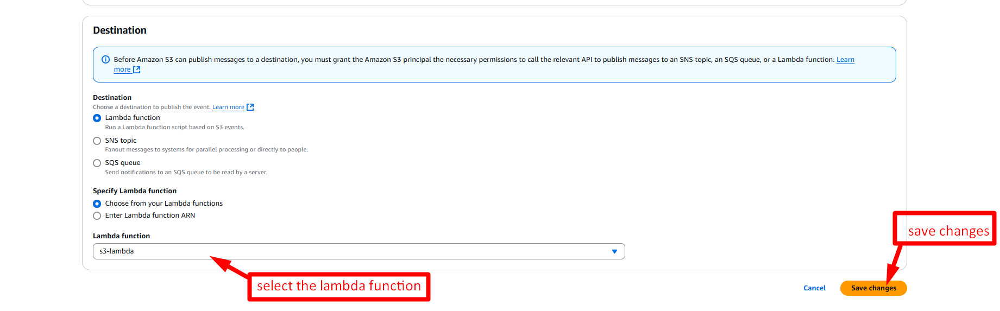 Destination
Before Amazon S3 can publish messages to a destination, you must grant the Amazon S3 principal the necessary permissions to call the relevant API to publish messages to an SNS topic, an SQS queue, or a Lambda function. Learn
more
Destination
Choose a destination to publish the event. Learn more
Lambda function
Run a Lambda function script based on S3 events.
SNS topic
Fanout messages to systems for parallel processing or directly to people.
SQS queue
Send notifications to an SQS queue to be read by a server.
Specify Lambda function
Choose from your Lambda functions
Enter Lambda function ARN
Lambda function
s3-lambda
save changes
select the lambda function
Cancel
Save changes